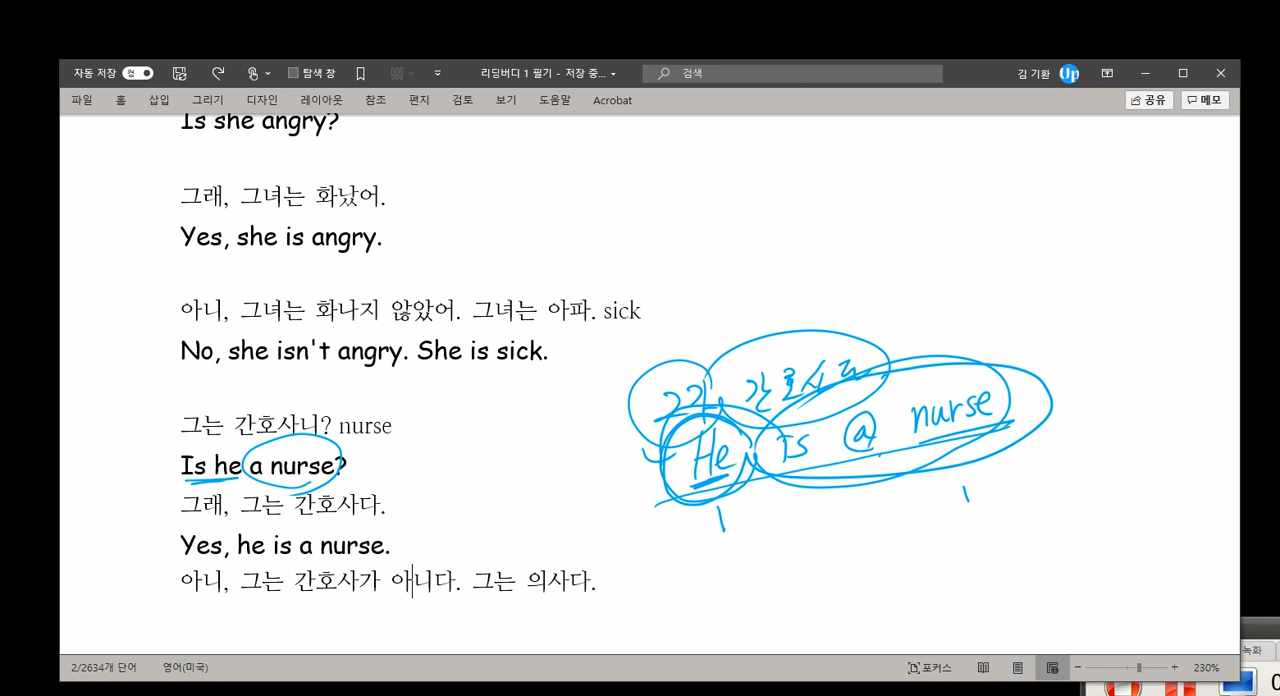 자동 저장 컴 탐색 창 리딩버디 1 필기 - 저장 중... 검색 김 기환 Up
파일 홈 삽입 그리기 디자인 레이아웃 참조 편지 검토 보기 도움말 Acrobat 공유 메모
Is she angry?
그래, 그녀는 화났어.
Yes, she is angry.
아니, 그녀는 화나지 않았어. 그녀는 아파. sick
No, she isn't angry. She is sick.
그가, 간호사다
그는 간호사니? nurse
He is a nurse
Is he a nurse?
그래, 그는 간호사다.
Yes, he is a nurse.
아니, 그는 간호사가 아니다. 그는 의사다.
녹화
2/2634개 단어 영어(미국) 포커스 230%